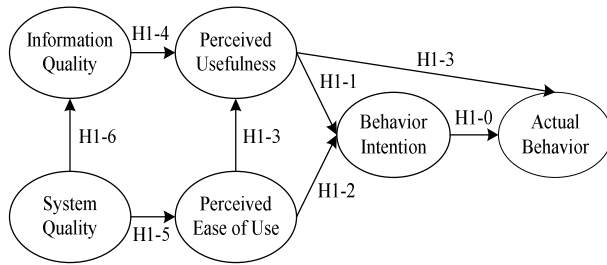 Information
Quality
H1-4
Perceived
Usefulness
H1-3
H1-1
H1-6
H1-3
Behavior
Intention
H1-0
Actual
Behavior
H1-2
System
Quality
H1-5
Perceived
Ease of Use